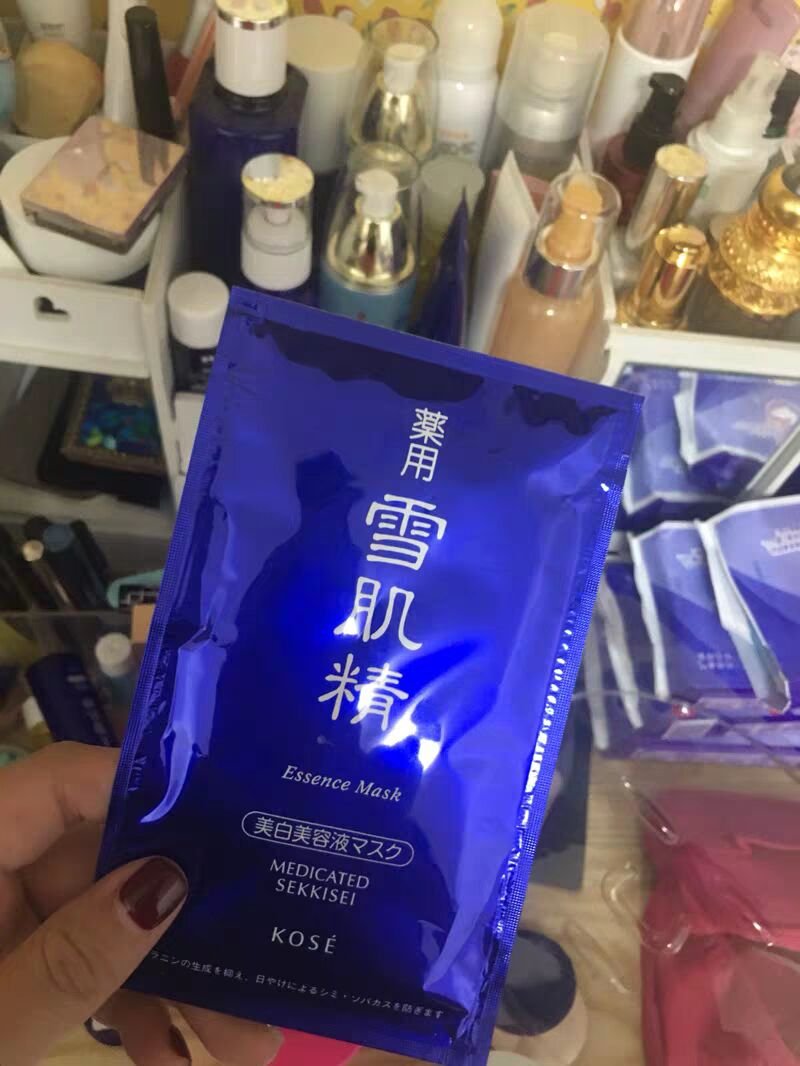 薬用
雪肌精
Essence Mask
美白美容液マスク
MEDICATED
SEKKISEI
KOSÉ
ラニンの生成を抑え、日やけによるシミ・ソバカスを防ぎます